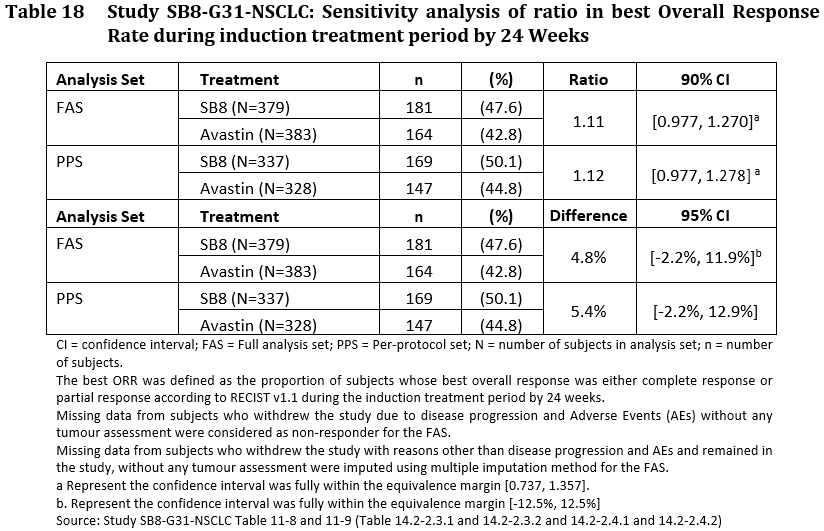 Table 18 Study SB8-G31-NSCLC: Sensitivity analysis of ratio in best Overall Response
Rate during induction treatment period by 24 Weeks
Analysis Set Treatment n (%) Ratio 90% CI
FAS SB8 (N=379) 181 (47.6) 1.11 [0.977, 1.270]a
Avastin (N=383) 164 (42.8)
PPS SB8 (N=337) 169 (50.1) 1.12 [0.977, 1.278] a
Avastin (N=328) 147 (44.8)
Analysis Set Treatment n (%) Difference 95% CI
FAS SB8 (N=379) 181 (47.6) 4.8% [-2.2%, 11.9%]b
Avastin (N=383) 164 (42.8)
PPS SB8 (N=337) 169 (50.1) 5.4% [-2.2%, 12.9%]
Avastin (N=328) 147 (44.8)
CI = confidence interval; FAS = Full analysis set; PPS = Per-protocol set; N = number of subjects in analysis set; n = number
of subjects.
The best ORR was defined as the proportion of subjects whose best overall response was either complete response or
partial response according to RECIST v1.1 during the induction treatment period by 24 weeks.
Missing data from subjects who withdrew the study due to disease progression and Adverse Events (AEs) without any
tumour assessment were considered as non-responder for the FAS.
Missing data from subjects who withdrew the study with reasons other than disease progression and AEs and remained in
the study, without any tumour assessment were imputed using multiple imputation method for the FAS.
a Represent the confidence interval was fully within the equivalence margin [0.737, 1.357].
b. Represent the confidence interval was fully within the equivalence margin [-12.5%, 12.5%]
Source: Study SB8-G31-NSCLC Table 11-8 and 11-9 (Table 14.2-2.3.1 and 14.2-2.3.2 and 14.2-2.4.1 and 14.2-2.4.2)